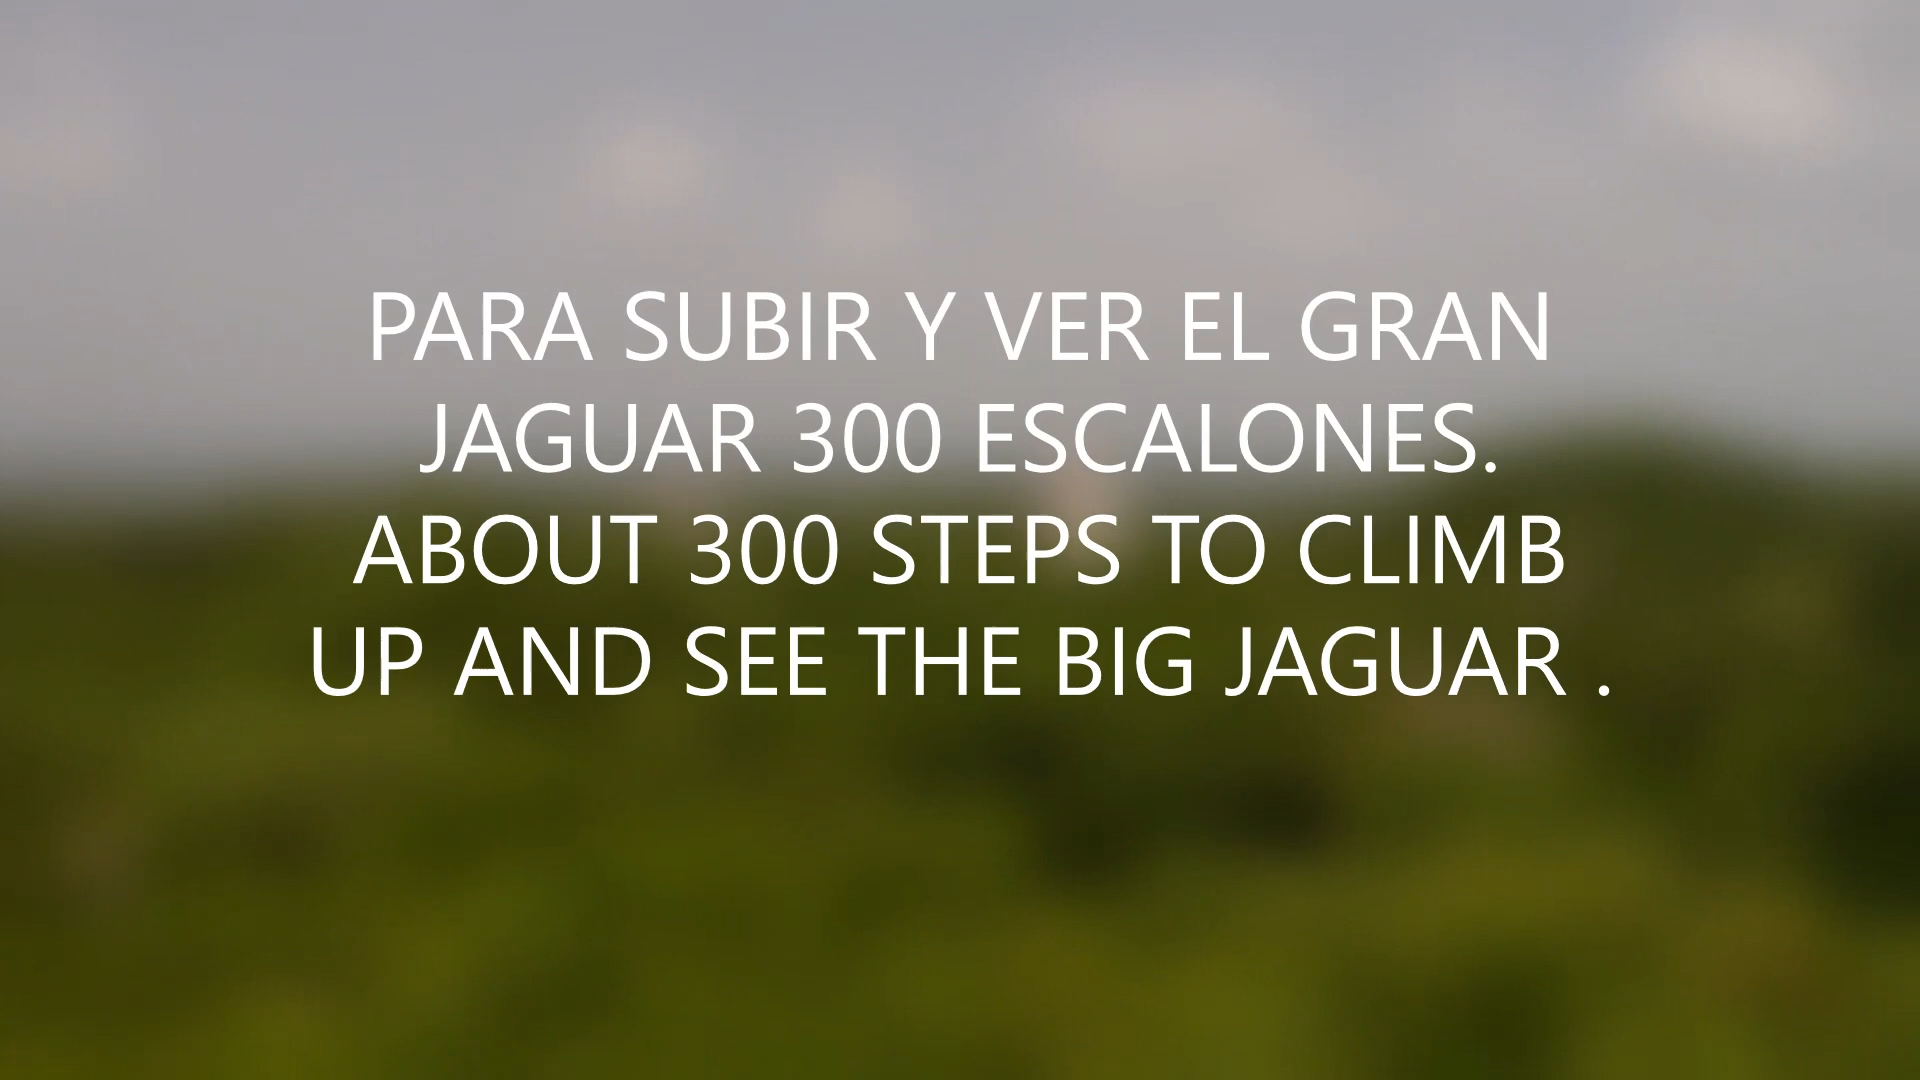 PARA SUBIR Y VER EL GRAN
JAGUAR 300 ESCALONES.
ABOUT 300 STEPS TO CLIMB
UP AND SEE THE BIG JAGUAR .